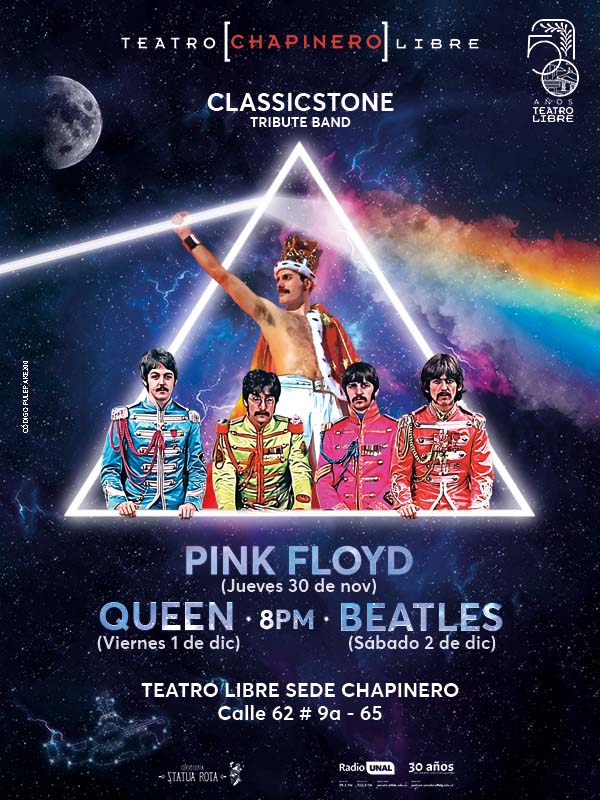 TEATRO [CHAPINERO] LIBRE
AÑOS
TEATRO
LIBRE
CLASSICSTONE
TRIBUTE BAND
PINK FLOYD
(Jueves 30 de nov)
QUEEN · 8PM · BEATLES
(Viernes 1 de dic) (Sábado 2 de dic)
TEATRO LIBRE SEDE CHAPINERO
Calle 62 # 9a - 65
CERVECERÍA
STATUA ROTA
Radio UNAL
30 años